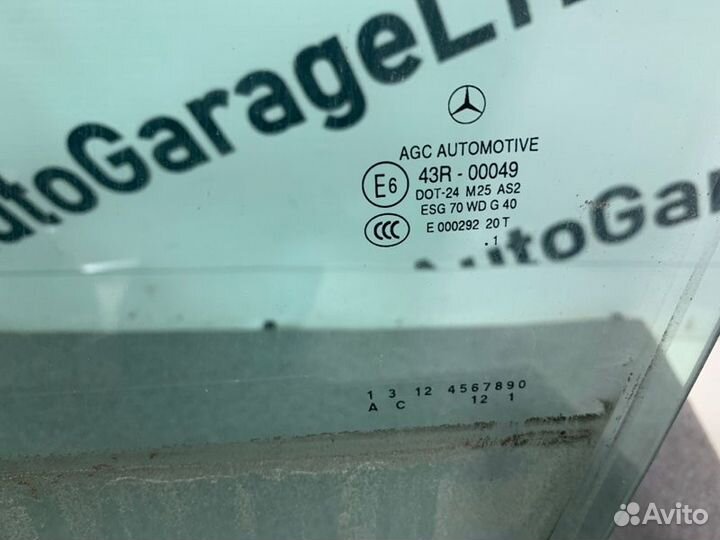 AutoGarageLT
AGC AUTOMOTIVE
E6 43R - 00049
DOT-24 M25 AS2
ESG 70 WD G 40
CCC E 000292 20 T
. 1
AutoGara
1 3 12 4567890
A C 12 1
Avito